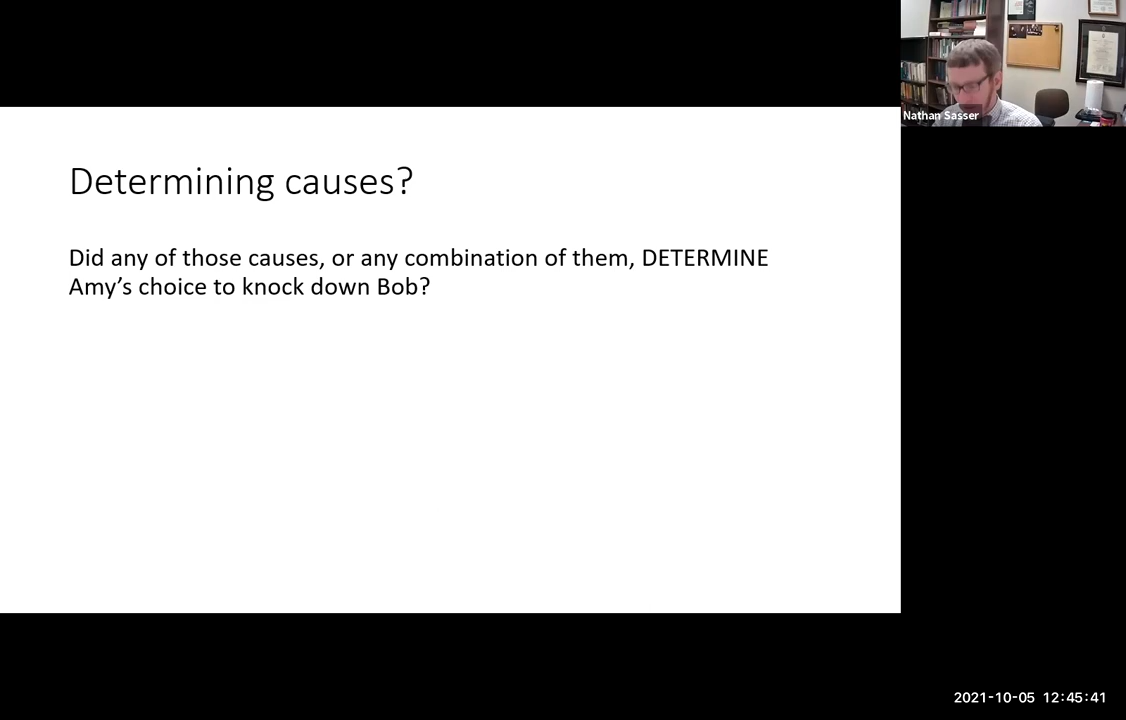 Determining causes?
Did any of those causes, or any combination of them, DETERMINE
Amy’s choice to knock down Bob?
Nathan Sasser
2021-10-05 12:45:41